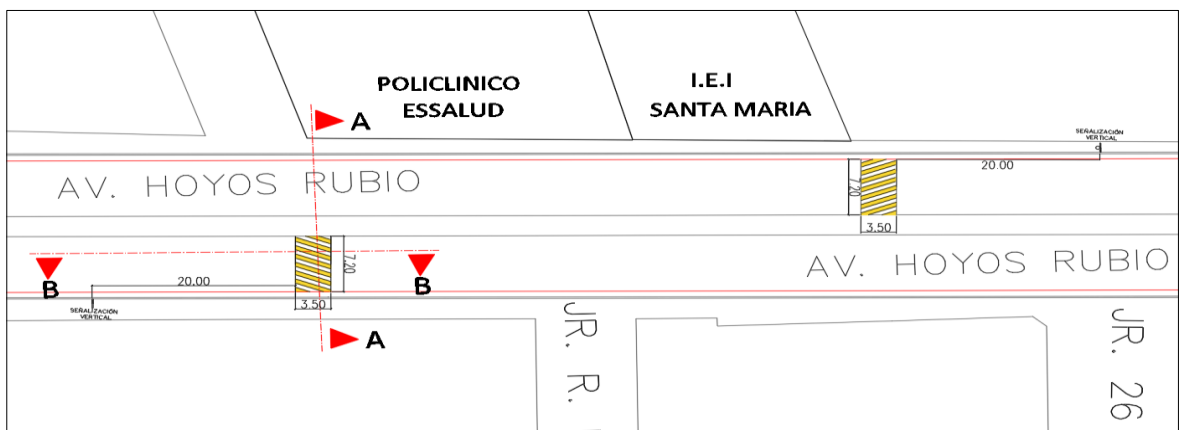 POLICLINICO
ESSALUD
I.E.I
SANTA MARIA
A
SEÑALIZACIÓN
VERTICAL
20.00
AV. HOYOS RUBIO
7.20
3.50
7.20
AV. HOYOS RUBIO
B
B
20.00
3.50
SEÑALIZACIÓN
VERTICAL
A
JR. R.
JR. 26